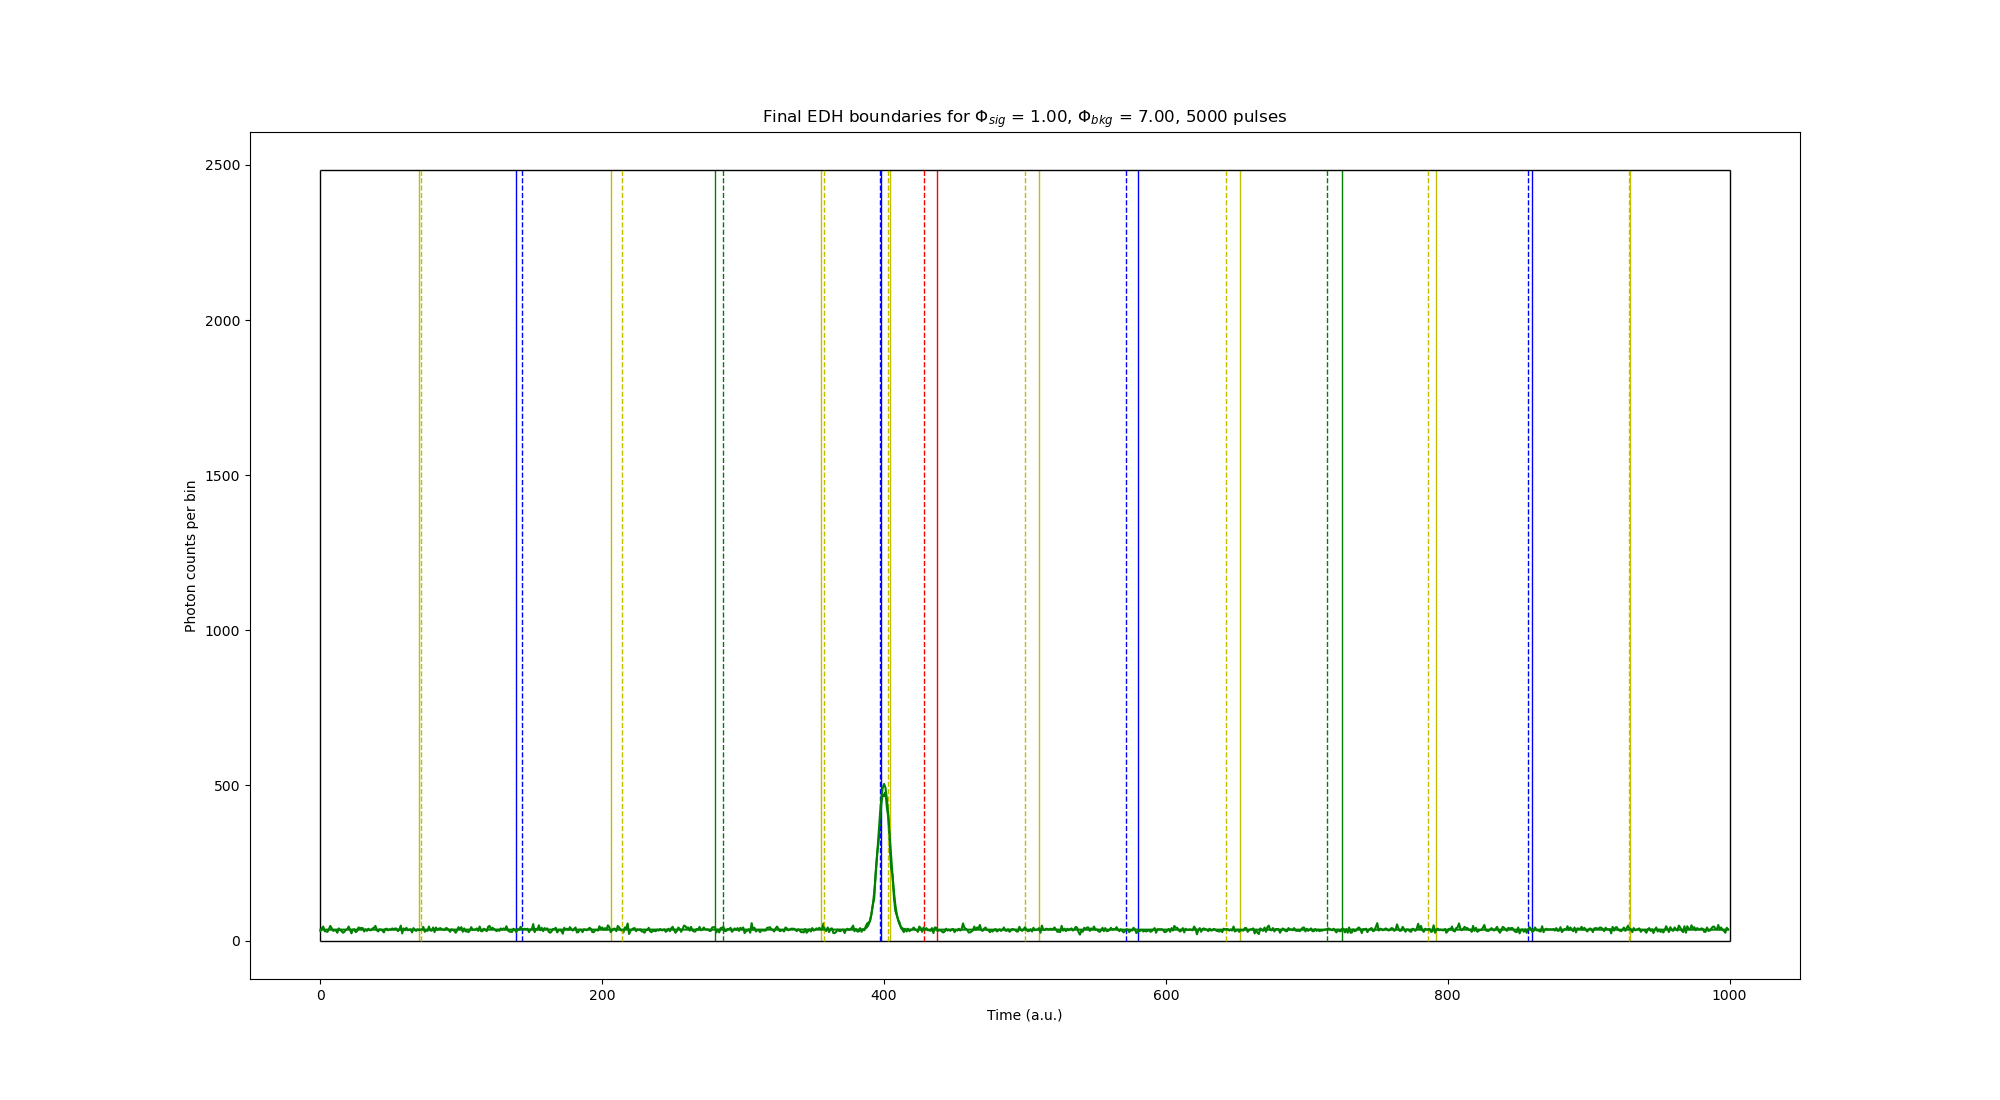 Final EDH boundaries for Φsig = 1.00, Φbkg = 7.00, 5000 pulses
2500
2000
1500
1000
500
0
Photon counts per bin
0 200 400 600 800 1000
Time (a.u.)